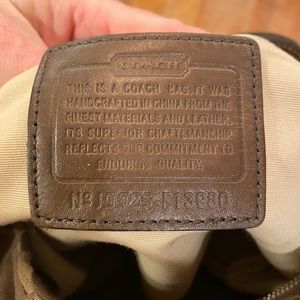 COACH
THIS IS A COACH BAG. IT WAS
HANDCRAFTED IN CHINA FROM THE
FINEST MATERIALS AND LEATHER.
ITS SUPERIOR CRAFTSMANSHIP
REFLECTS OUR COMMITMENT TO
ENDURING QUALITY.